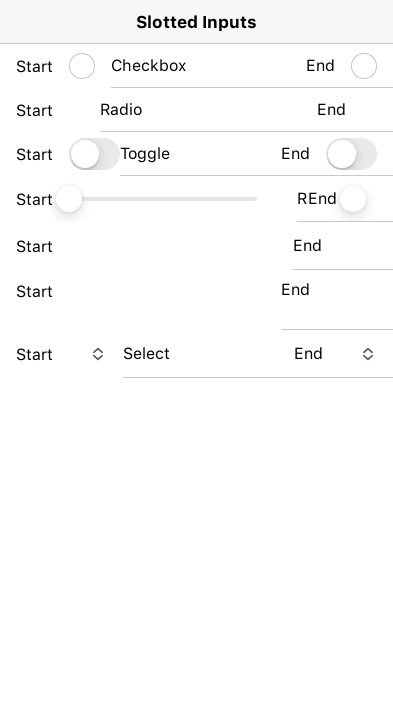 Slotted Inputs
Start Checkbox End
Start Radio End
Start Toggle End
Start REnd
Start End
Start End
Start Select End